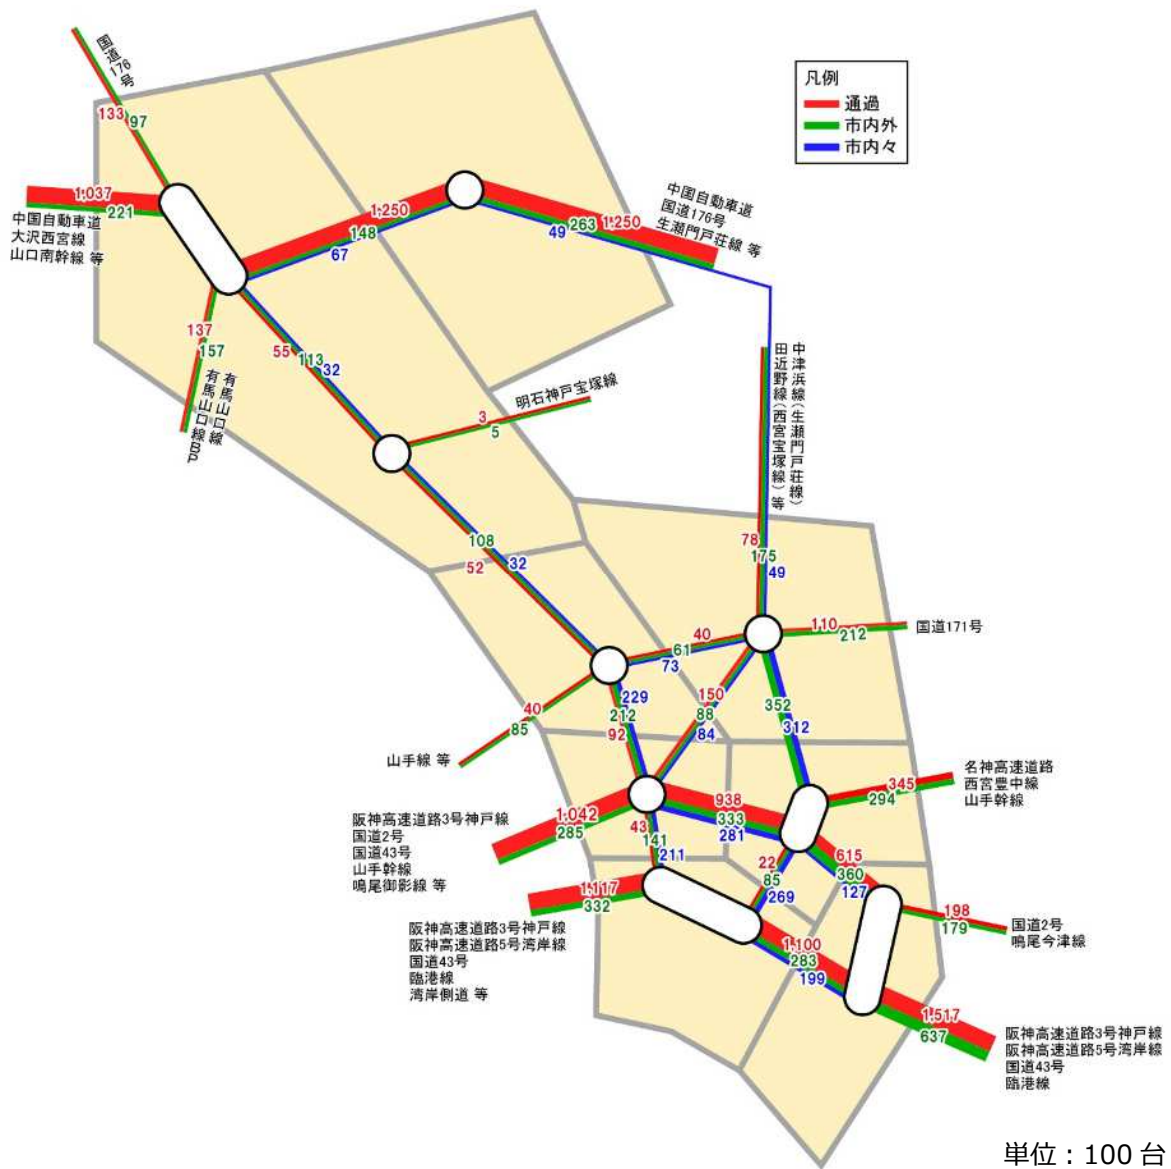 国道
176
号
凡例
通過
市内外
市内々
133
97
1,037
221
中国自動車道
大沢西宮線
山口南幹線 等
1,250
148
67
263
1,250
49
中国自動車道
国道176号
生瀬門戸荘線 等
137
157
有馬山口線
有馬山口線BP
55
113
32
3
5
明石神戸宝塚線
中津浜線(生瀬門戸荘線)
田近野線(西宮宝塚線) 等
108
52
32
78
175
49
110
212
国道171号
40
61
73
40
85
山手線 等
229
212
92
150
88
84
352
312
345
294
名神高速道路
西宮豊中線
山手幹線
938
333
281
1,042
285
阪神高速道路3号神戸線
国道2号
国道43号
山手幹線
鳴尾御影線 等
43
141
211
22
85
269
615
360
127
1,117
332
阪神高速道路3号神戸線
阪神高速道路5号湾岸線
国道43号
臨港線
湾岸側道 等
198
179
国道2号
鳴尾今津線
1,100
283
199
1,517
637
阪神高速道路3号神戸線
阪神高速道路5号湾岸線
国道43号
臨港線
単位：100 台